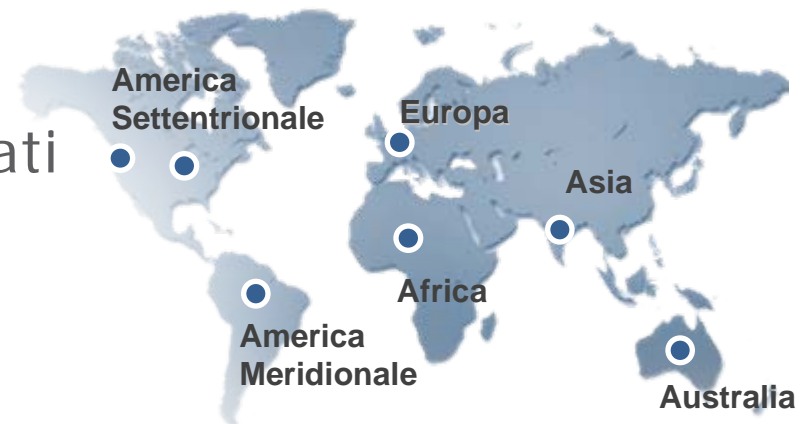 America
Settentrionale
Europa
ati
Asia
Africa
America
Meridionale
Australia